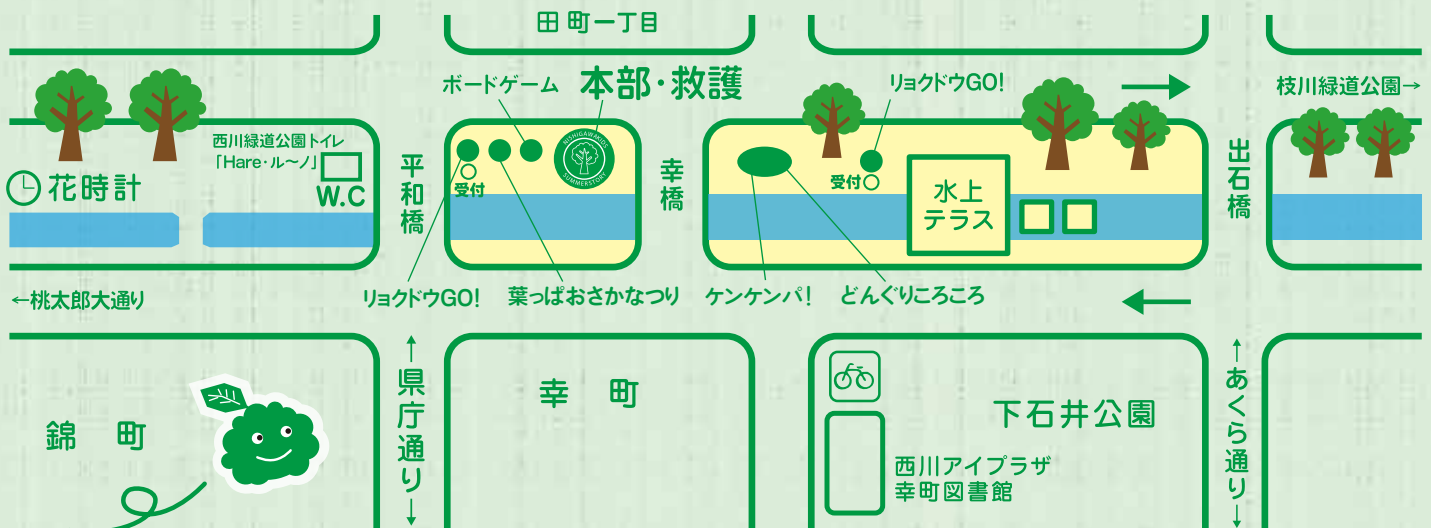 田町一丁目
ボードゲーム
本部・救護
リョクドウGO!
枝川緑道公園→
西川緑道公園トイレ
「Hare・ル〜ノ」
W.C
花時計
平和橋
受付
NISHIGAWAKIDS
SUMMERSTORY
幸橋
受付
水上
テラス
出石橋
←桃太郎大通り
リョクドウGO!
葉っぱおさかなつり
ケンケンパ!
どんぐりころころ
錦町
←県庁通り→
幸町
下石井公園
西川アイプラザ
幸町図書館
←あくら通り→